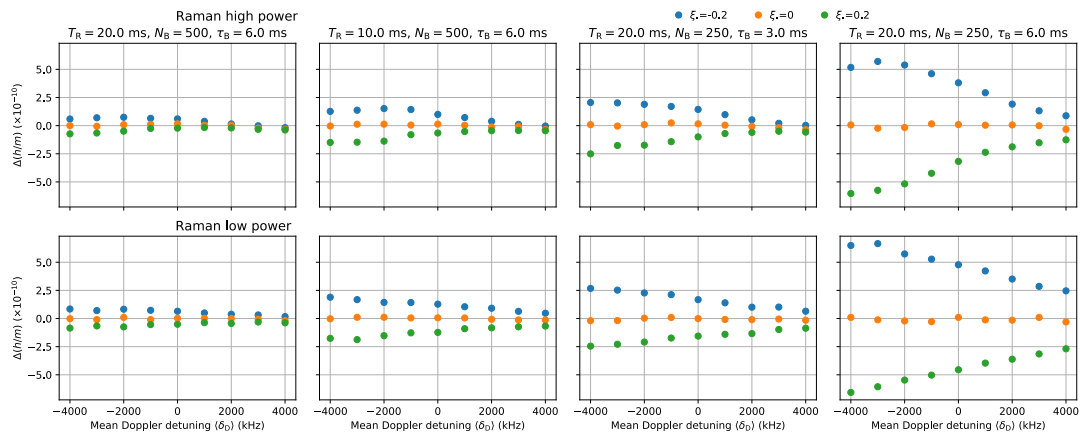 Raman high power
ξ.=-0.2 ξ.=0 ξ.=0.2
T_R = 20.0 ms, N_B = 500, τ_B = 6.0 ms
T_R = 10.0 ms, N_B = 500, τ_B = 6.0 ms
T_R = 20.0 ms, N_B = 250, τ_B = 3.0 ms
T_R = 20.0 ms, N_B = 250, τ_B = 6.0 ms
Δ(h/m) (×10⁻¹⁰)
5.0
2.5
0.0
−2.5
−5.0
Raman low power
Δ(h/m) (×10⁻¹⁰)
5.0
2.5
0.0
−2.5
−5.0
−4000 −2000 0 2000 4000
−4000 −2000 0 2000 4000
−4000 −2000 0 2000 4000
−4000 −2000 0 2000 4000
Mean Doppler detuning ⟨δ_D⟩ (kHz)
Mean Doppler detuning ⟨δ_D⟩ (kHz)
Mean Doppler detuning ⟨δ_D⟩ (kHz)
Mean Doppler detuning ⟨δ_D⟩ (kHz)